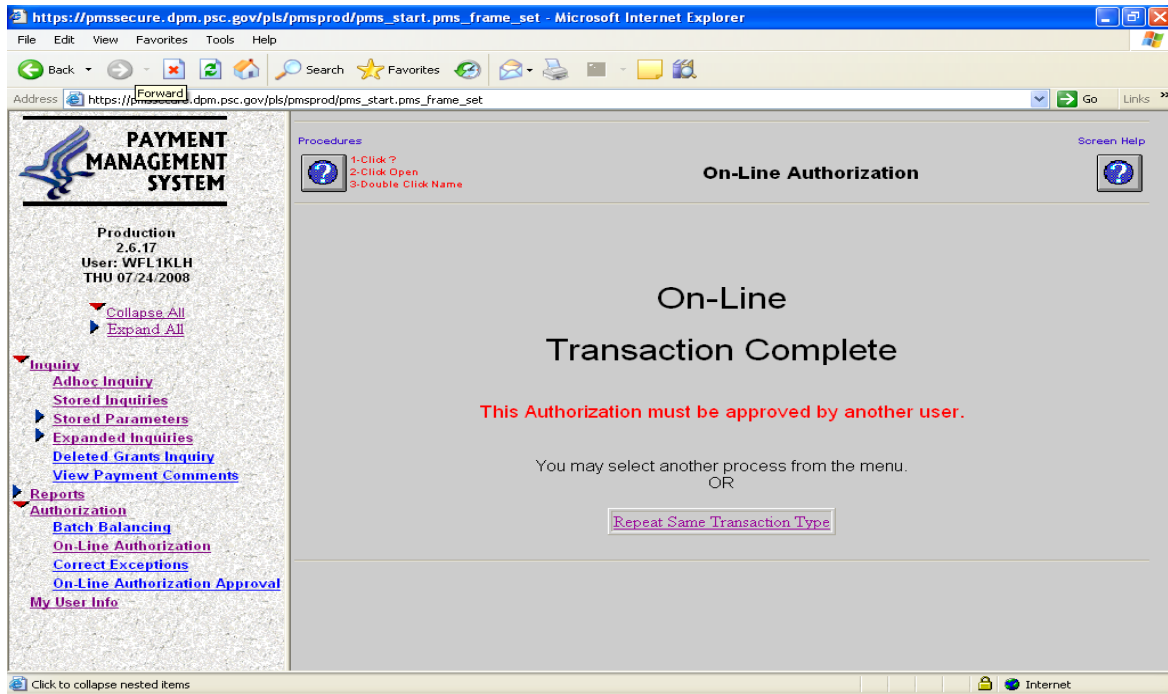 https://pmssecure.dpm.psc.gov/pls/pmsprod/pms_start.pms_frame_set - Microsoft Internet Explorer
File Edit View Favorites Tools Help
Back Search Favorites
Forward
Address https://pmssecure.dpm.psc.gov/pls/pmsprod/pms_start.pms_frame_set Go Links »
PAYMENT
MANAGEMENT
SYSTEM
Production
2.6.17
User: WFL1KLH
THU 07/24/2008
Collapse All
Expand All
Inquiry
Adhoc Inquiry
Stored Inquiries
Stored Parameters
Expanded Inquiries
Deleted Grants Inquiry
View Payment Comments
Reports
Authorization
Batch Balancing
On-Line Authorization
Correct Exceptions
On-Line Authorization Approval
My User Info
Procedures
1-Click ?
2-Click Open
3-Double Click Name
On-Line Authorization
Screen Help
On-Line
Transaction Complete
This Authorization must be approved by another user.
You may select another process from the menu.
OR
Repeat Same Transaction Type
Click to collapse nested items Internet